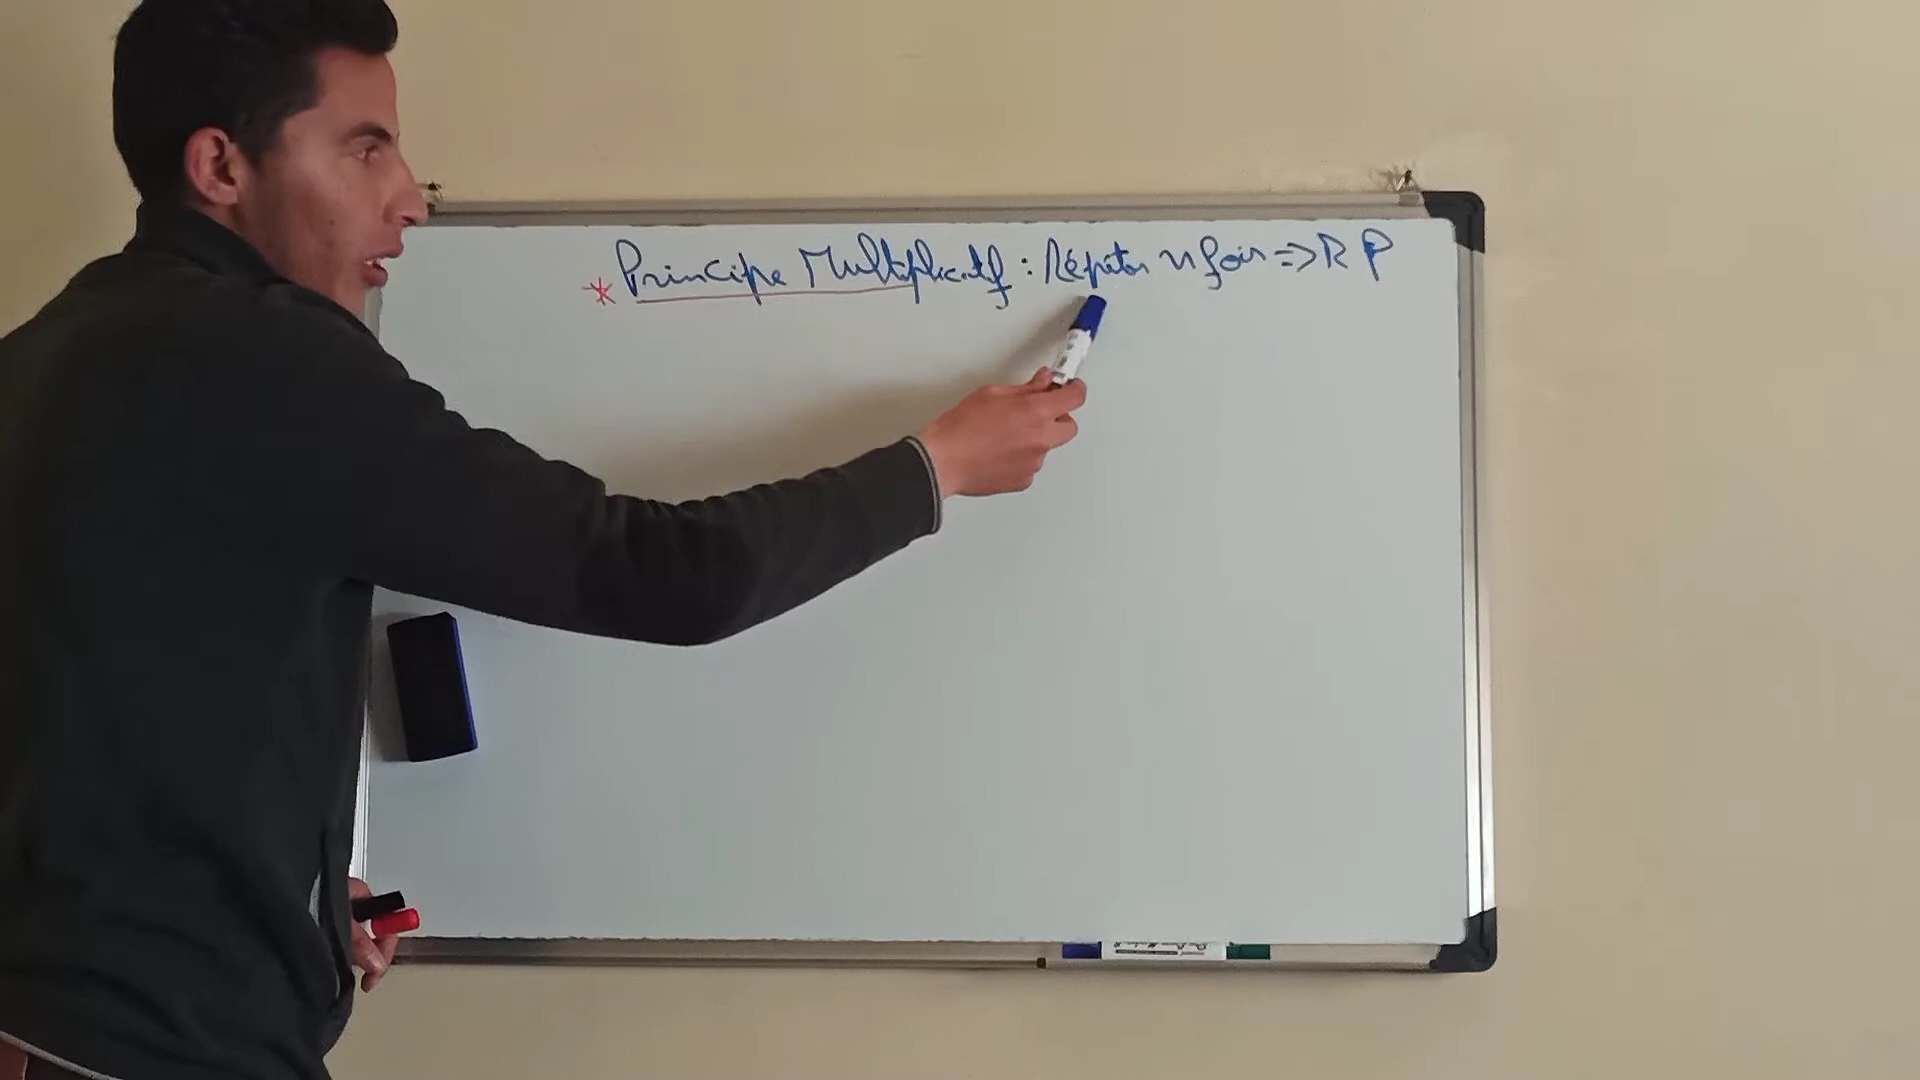 * Principe Multiplicatif : Répéter n fois => R P